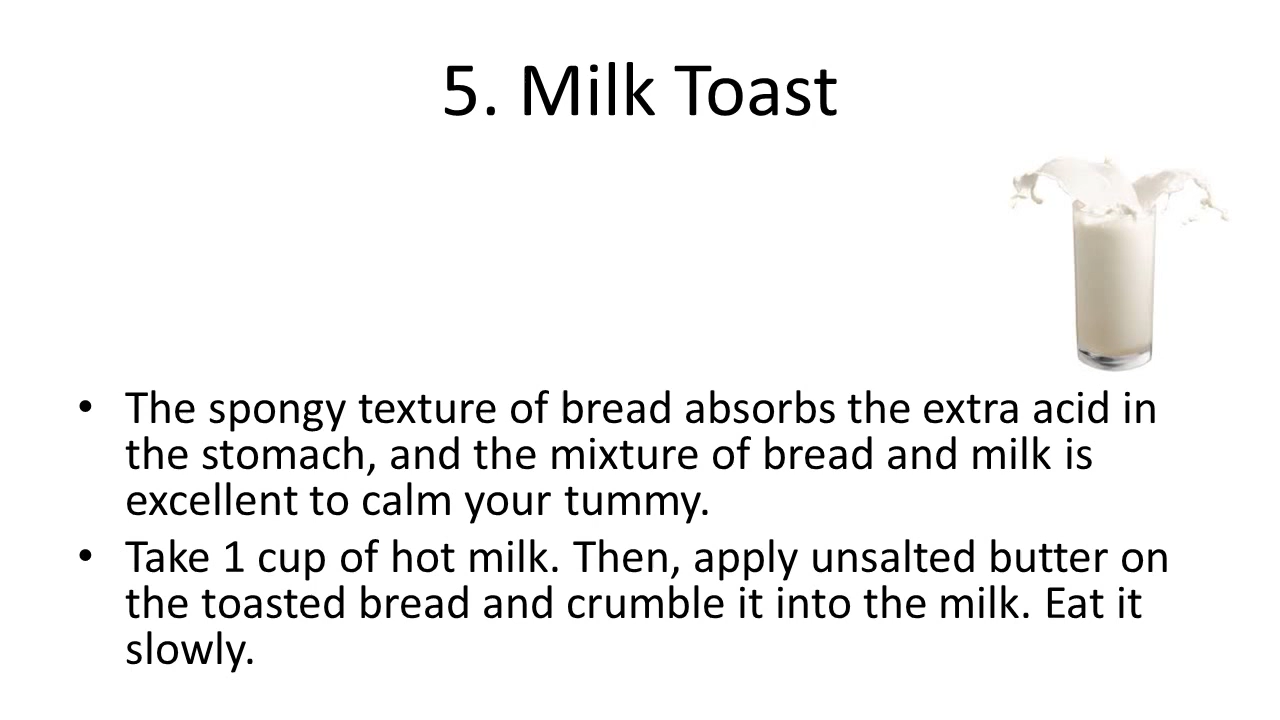 5. Milk Toast
• The spongy texture of bread absorbs the extra acid in
the stomach, and the mixture of bread and milk is
excellent to calm your tummy.
• Take 1 cup of hot milk. Then, apply unsalted butter on
the toasted bread and crumble it into the milk. Eat it
slowly.